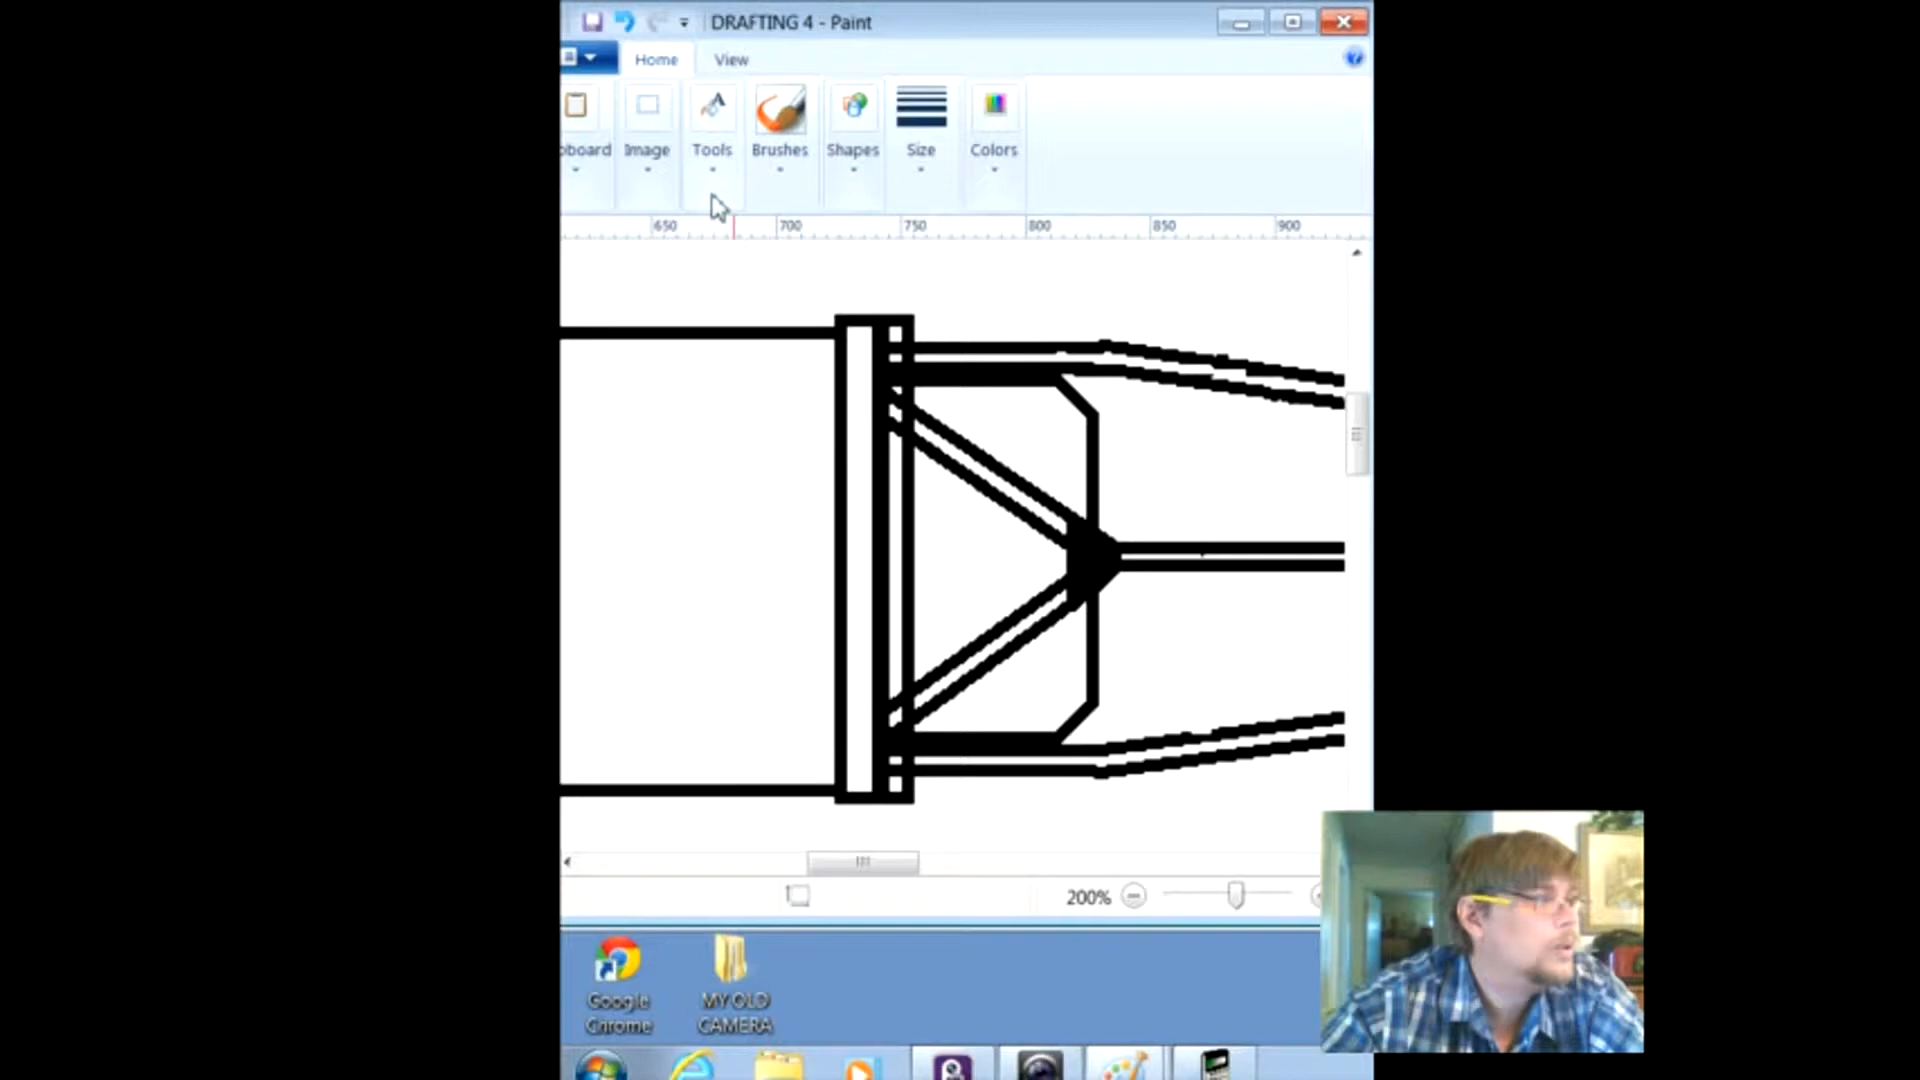 DRAFTING 4 - Paint
Home View
pboard Image Tools Brushes Shapes Size Colors
650 700 750 800 850 900
200%
Google Chrome
MY OLD CAMERA